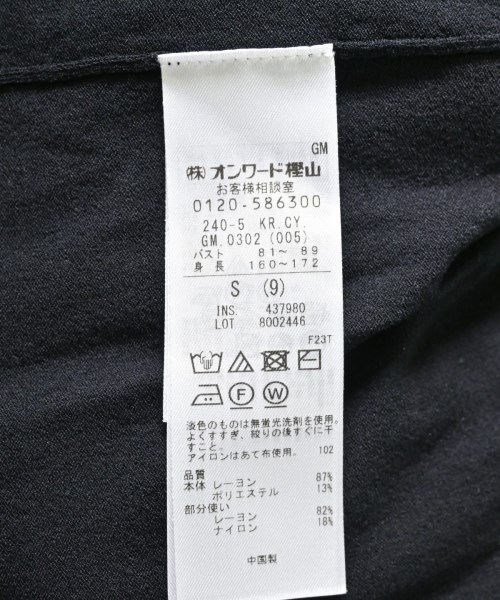 GM
㈱オンワード樫山
お客様相談室
0120-586300
240-5 KR.CY.
GM.0302 (005)
バスト 81～ 89
身長 160～172
S (9)
INS. 437980
LOT 8002446
F23T
F W
淡色のものは無蛍光洗剤を使用。
よくすすぎ、絞りの後すぐに干
すこと。
アイロンはあて布使用。 102
品質
本体 レーヨン 87%
ポリエステル 13%
部分使い
レーヨン 82%
ナイロン 18%
中国製